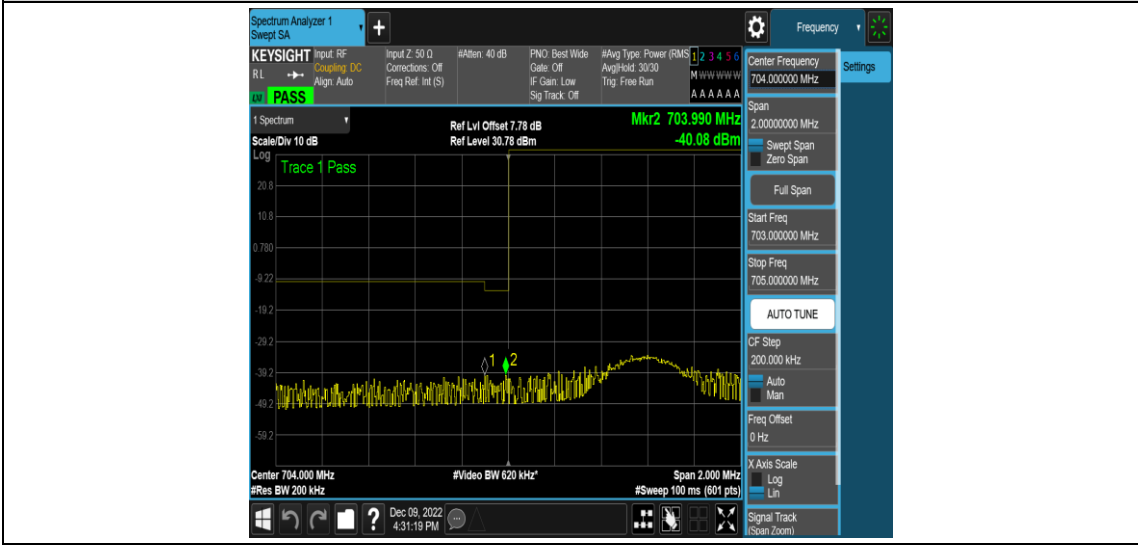 Spectrum Analyzer 1
Swept SA
+
Frequency
KEYSIGHT
RL
PASS
Input: RF
Coupling: DC
Align: Auto
Input Z: 50 Ω
Corrections: Off
Freq Ref: Int (S)
#Atten: 40 dB
PNO: Best Wide
Gate: Off
IF Gain: Low
Sig Track: Off
#Avg Type: Power (RMS
Avg|Hold: 30/30
Trig: Free Run
1 2 3 4 5 6
M W W W W W
A A A A A A
1 Spectrum
Scale/Div 10 dB
Ref Lvl Offset 7.78 dB
Ref Level 30.78 dBm
Mkr2 703.990 MHz
-40.08 dBm
Log
Trace 1 Pass
20.8
10.8
0.780
-9.22
-19.2
-29.2
-39.2
-49.2
-59.2
1
2
Center 704.000 MHz
#Video BW 620 kHz*
Span 2.000 MHz
#Res BW 200 kHz
#Sweep 100 ms (601 pts)
?
Dec 09, 2022
4:31:19 PM
Center Frequency
704.000000 MHz
Settings
Span
2.00000000 MHz
Swept Span
Zero Span
Full Span
Start Freq
703.000000 MHz
Stop Freq
705.000000 MHz
AUTO TUNE
CF Step
200.000 kHz
Auto
Man
Freq Offset
0 Hz
X Axis Scale
Log
Lin
Signal Track
(Span Zoom)